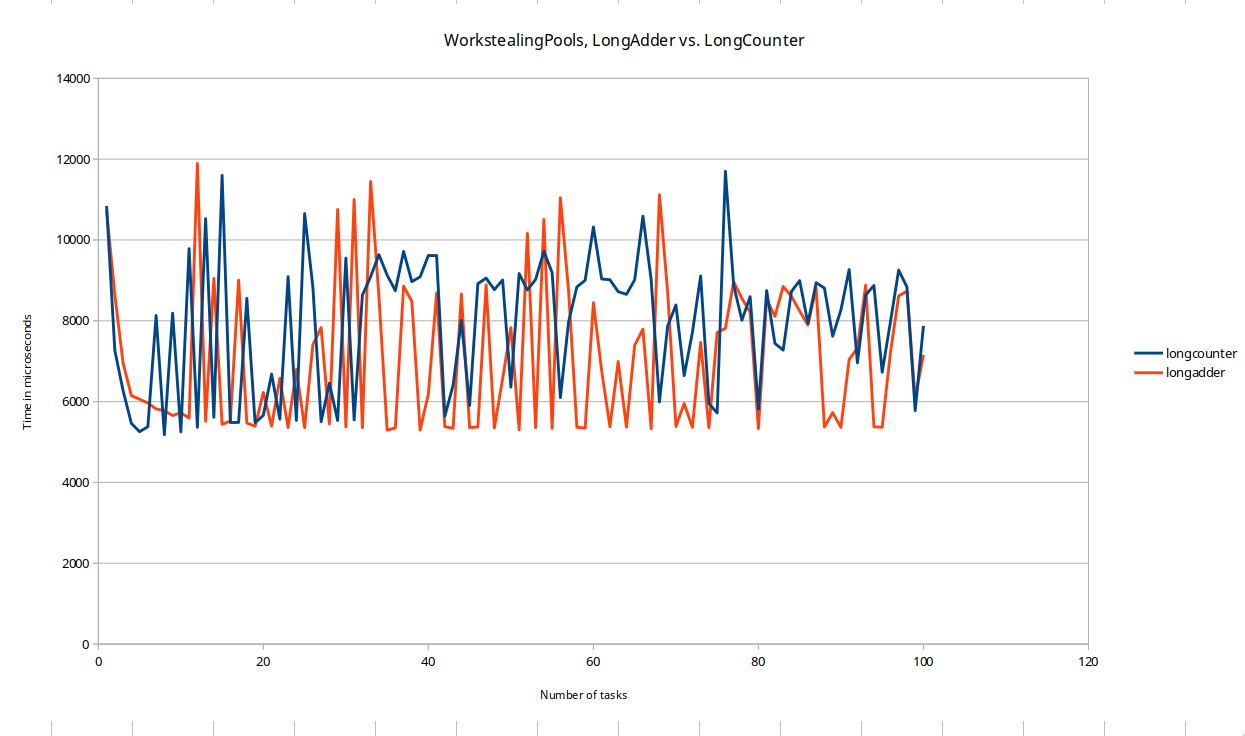 WorkstealingPools, LongAdder vs. LongCounter
14000
12000
10000
8000
6000
4000
2000
0
Time in microseconds
0 20 40 60 80 100 120
Number of tasks
longcounter
longadder